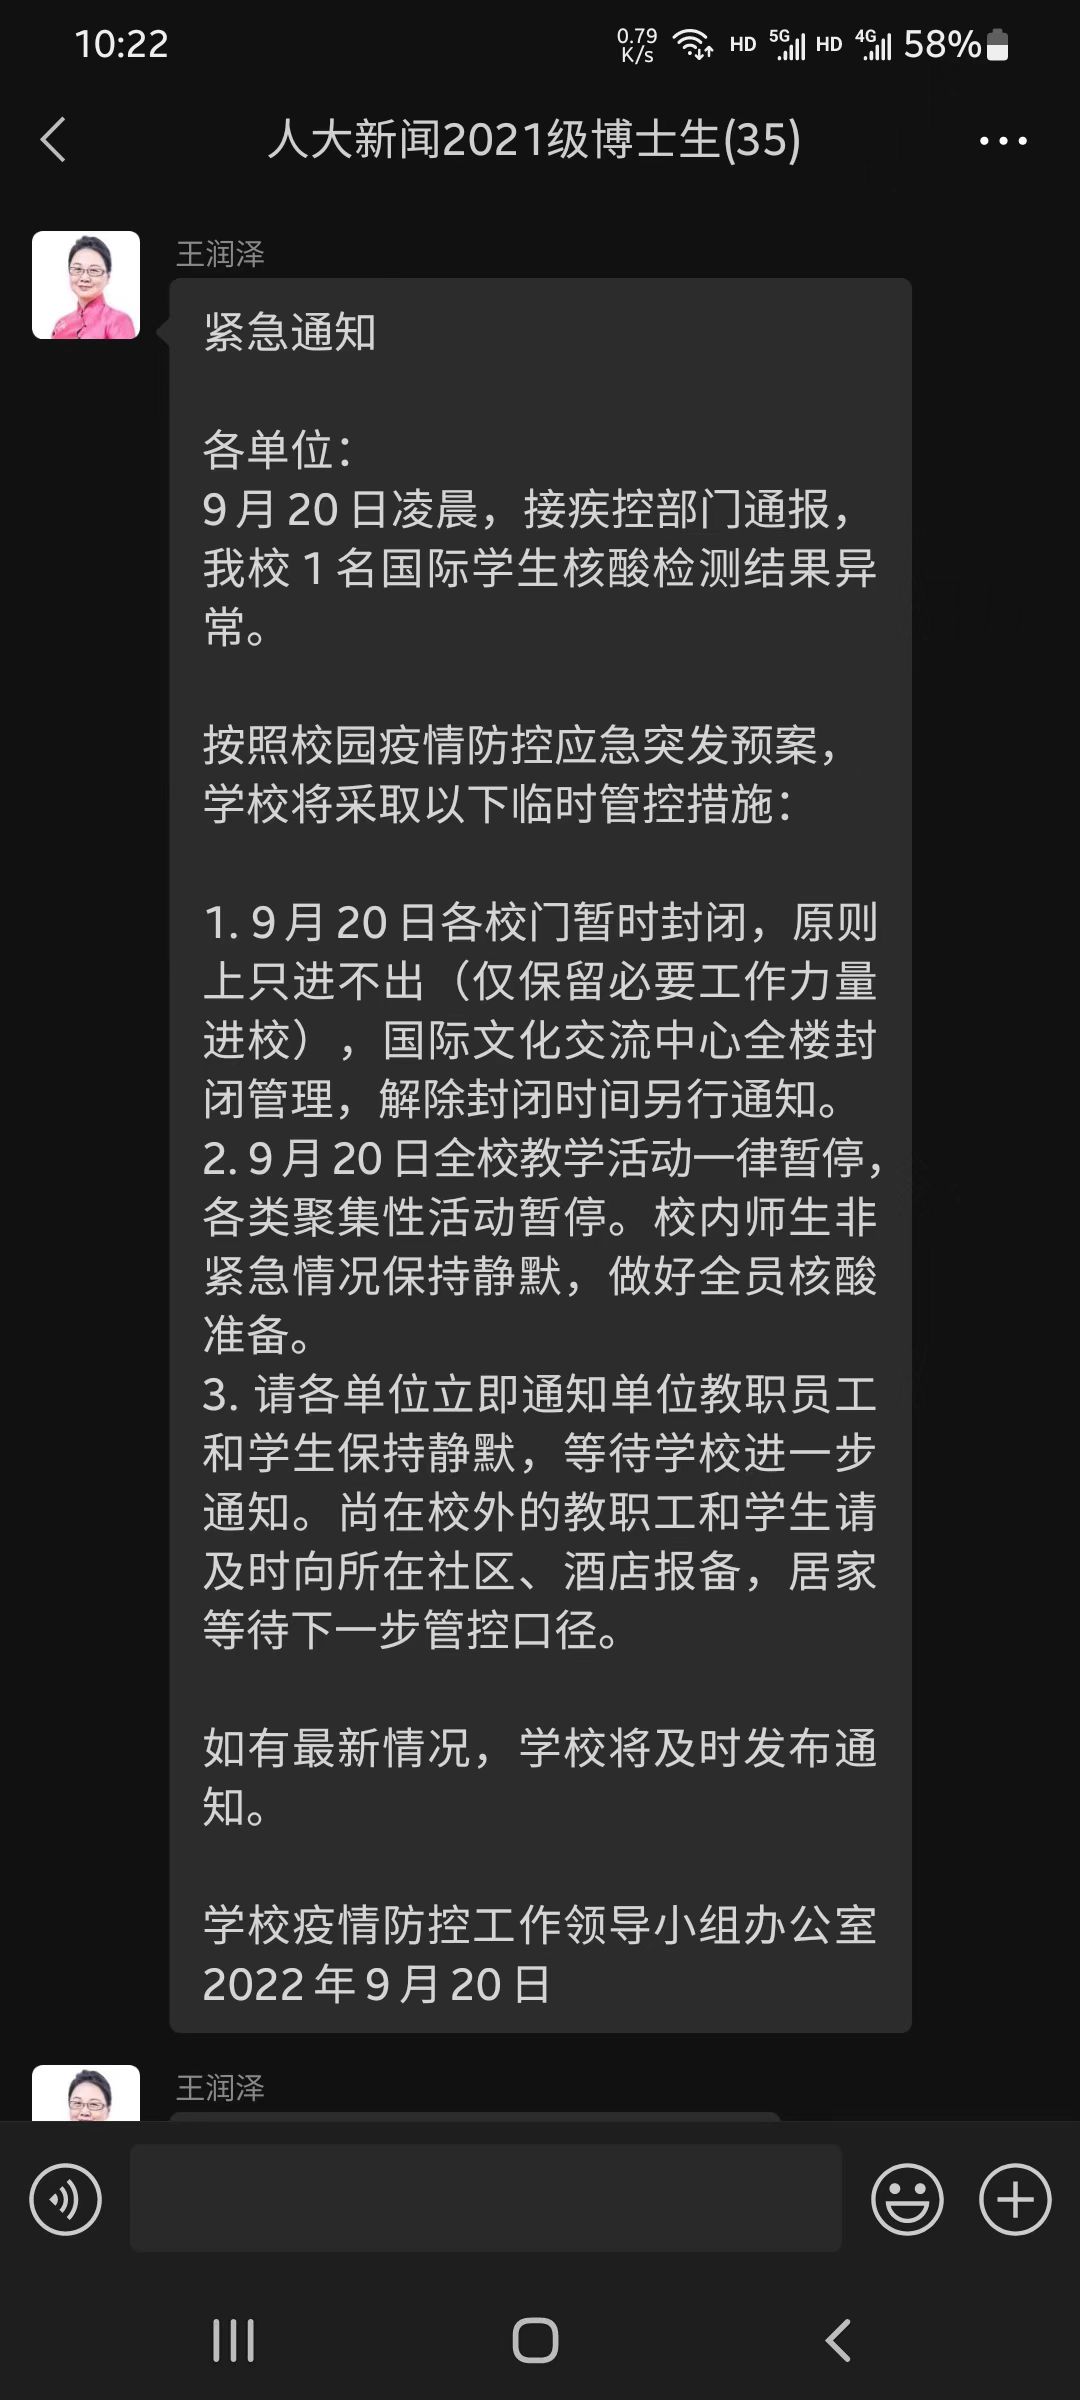 10:22
0.79
K/s
HD 5G HD 4G 58%
人大新闻2021级博士生(35)
王润泽
紧急通知
各单位：
9月20日凌晨，接疾控部门通报，
我校1名国际学生核酸检测结果异
常。
按照校园疫情防控应急突发预案，
学校将采取以下临时管控措施：
1. 9月20日各校门暂时封闭，原则
上只进不出（仅保留必要工作力量
进校），国际文化交流中心全楼封
闭管理，解除封闭时间另行通知。
2. 9月20日全校教学活动一律暂停，
各类聚集性活动暂停。校内师生非
紧急情况保持静默，做好全员核酸
准备。
3. 请各单位立即通知单位教职员工
和学生保持静默，等待学校进一步
通知。尚在校外的教职工和学生请
及时向所在社区、酒店报备，居家
等待下一步管控口径。
如有最新情况，学校将及时发布通
知。
学校疫情防控工作领导小组办公室
2022年9月20日
王润泽